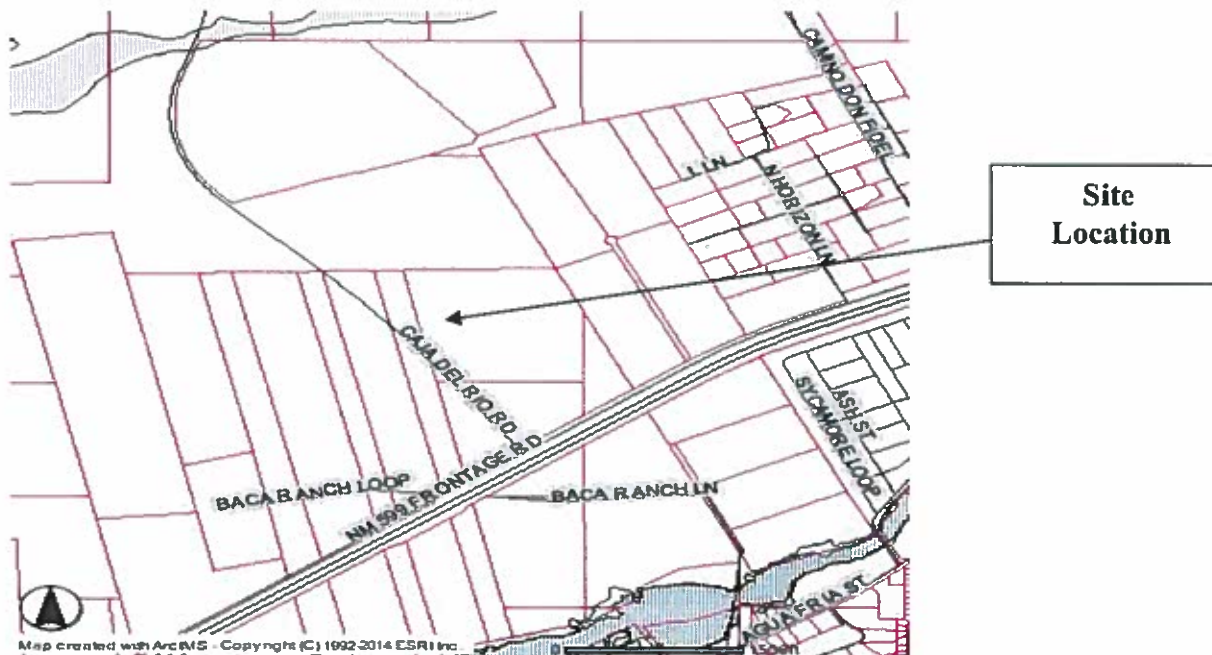 CAMINO DON FIDEL
L LN
N HORIZON LN
Site
Location
CAJA DEL RIO RD
ASH ST
SYCAMORE LOOP
BACA RANCH LOOP
NM 599 FRONTAGE RD
BACA RANCH LN
AGUA FRIA ST
Map created with ArcIMS - Copyright (C) 1992-2014 ESRI Inc.
0